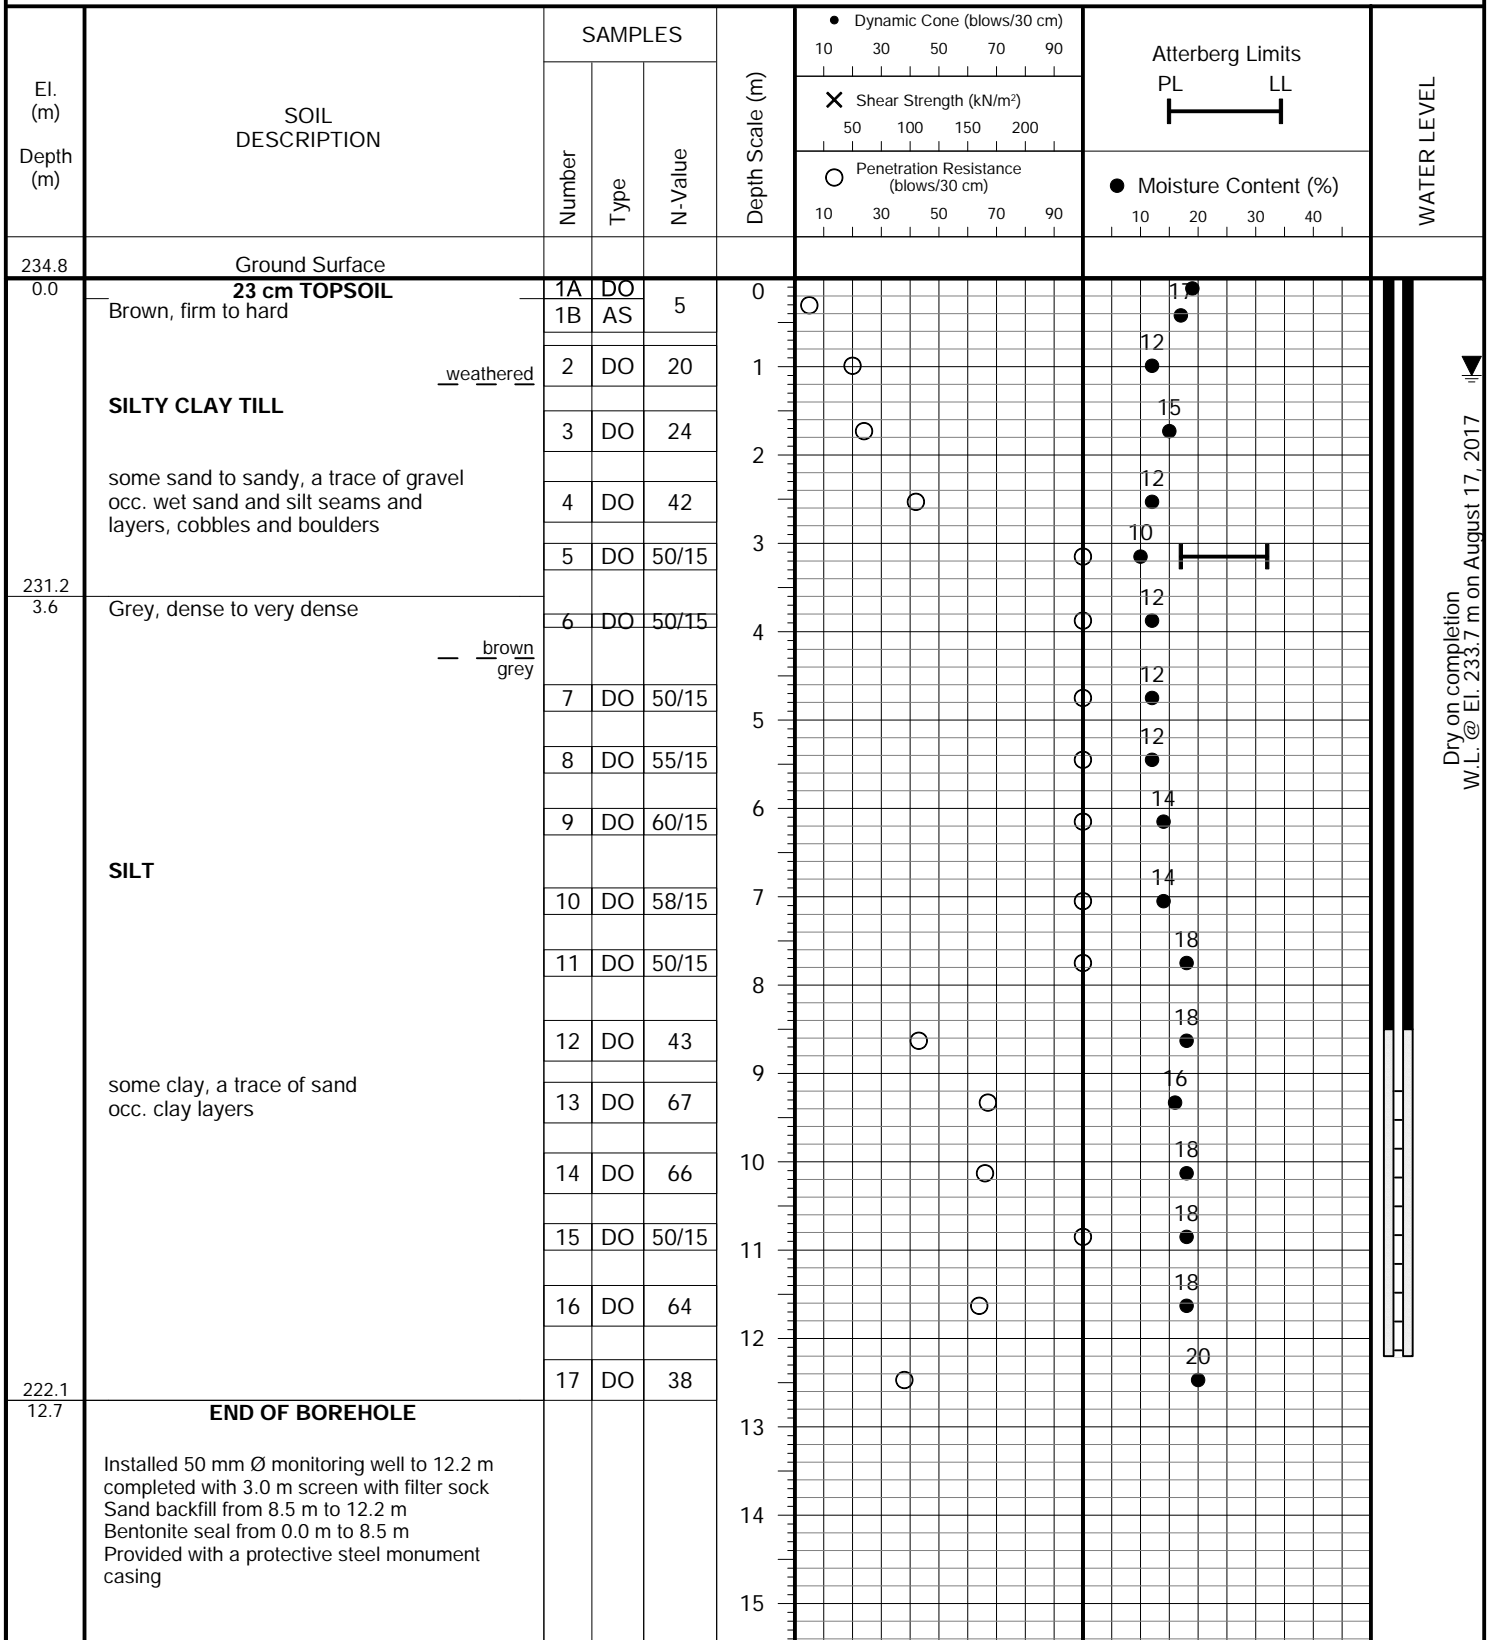 El.
(m)
Depth
(m)
SOIL
DESCRIPTION
SAMPLES
Number
Type
N-Value
Depth Scale (m)
Dynamic Cone (blows/30 cm)
10 30 50 70 90
Shear Strength (kN/m²)
50 100 150 200
Penetration Resistance
(blows/30 cm)
10 30 50 70 90
Atterberg Limits
PL LL
Moisture Content (%)
10 20 30 40
WATER LEVEL
234.8 Ground Surface
0.0 23 cm TOPSOIL 1A DO 0
Brown, firm to hard 1B AS 5 17
12
weathered 2 DO 20 1
SILTY CLAY TILL
15
3 DO 24
2
some sand to sandy, a trace of gravel
occ. wet sand and silt seams and
layers, cobbles and boulders
12
4 DO 42
10
3
5 DO 50/15
231.2
3.6 Grey, dense to very dense
12
6 DO 50/15
4
brown
grey
12
7 DO 50/15
5
12
8 DO 55/15
6
14
9 DO 60/15
SILT
14
10 DO 58/15 7
18
11 DO 50/15
8
18
12 DO 43
9
some clay, a trace of sand
occ. clay layers
16
13 DO 67
10
18
14 DO 66
18
15 DO 50/15
11
18
16 DO 64
12
20
17 DO 38
222.1
12.7 END OF BOREHOLE
13
Installed 50 mm Ø monitoring well to 12.2 m
completed with 3.0 m screen with filter sock
Sand backfill from 8.5 m to 12.2 m
Bentonite seal from 0.0 m to 8.5 m
Provided with a protective steel monument
casing
14
15
Dry on completion
W.L. @ El. 233.7 m on August 17, 2017